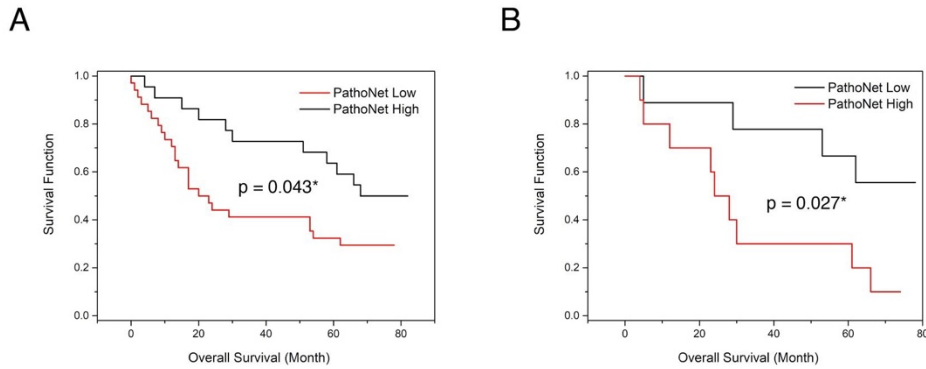 A
B
1.0
0.8
0.6
0.4
0.2
0.0
Survival Function
PathoNet Low
PathoNet High
p = 0.043*
0
20
40
60
80
Overall Survival (Month)
1.0
0.8
0.6
0.4
0.2
0.0
Survival Function
PathoNet Low
PathoNet High
p = 0.027*
0
20
40
60
80
Overall Survival (Month)